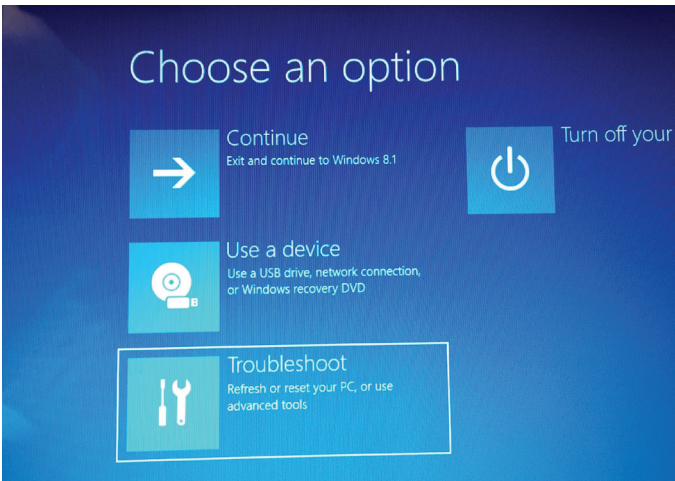 Choose an option
Continue
Exit and continue to Windows 8.1
Turn off your
Use a device
Use a USB drive, network connection,
or Windows recovery DVD
Troubleshoot
Refresh or reset your PC, or use
advanced tools